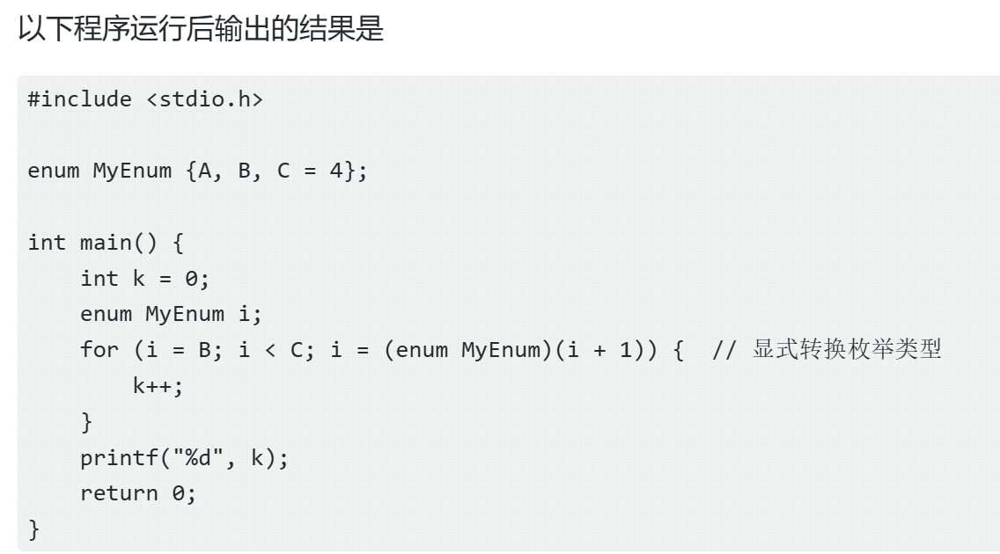 以下程序运行后输出的结果是
#include <stdio.h>
enum MyEnum {A, B, C = 4};
int main() {
    int k = 0;
    enum MyEnum i;
    for (i = B; i < C; i = (enum MyEnum)(i + 1)) {  // 显式转换枚举类型
        k++;
    }
    printf("%d", k);
    return 0;
}